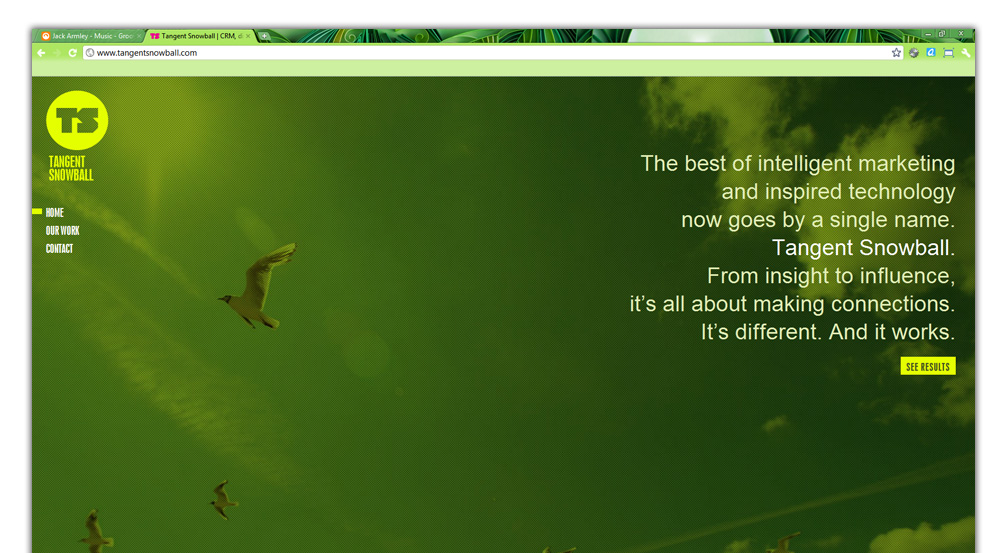 Jack Armley - Music - Groo
Tangent Snowball | CRM, d
www.tangentsnowball.com
TS
TANGENT
SNOWBALL
HOME
OUR WORK
CONTACT
The best of intelligent marketing
and inspired technology
now goes by a single name.
Tangent Snowball.
From insight to influence,
it's all about making connections.
It's different. And it works.
SEE RESULTS